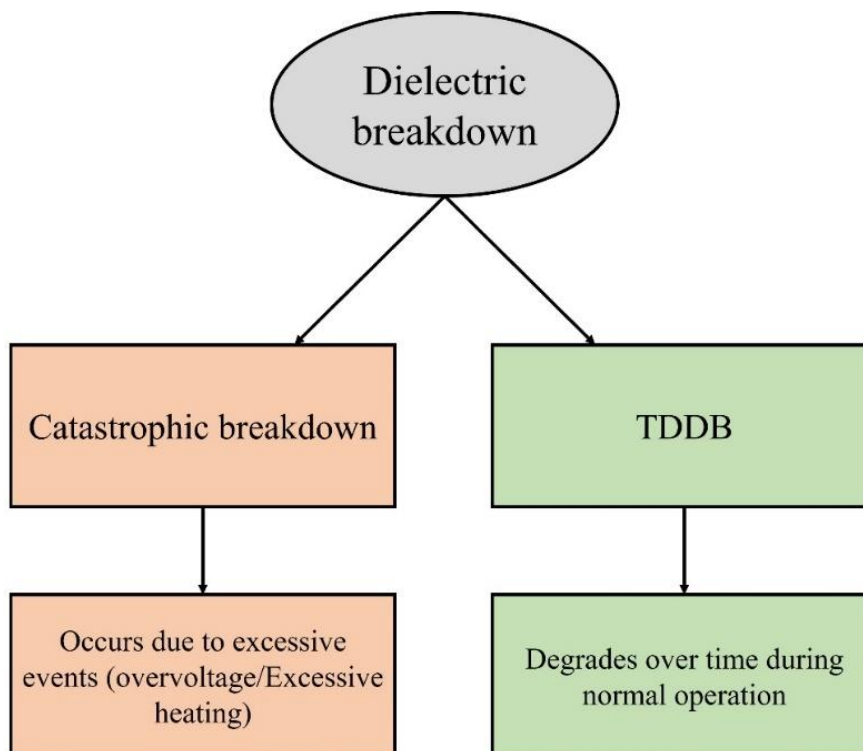 Dielectric
breakdown
Catastrophic breakdown
TDDB
Occurs due to excessive
events (overvoltage/Excessive
heating)
Degrades over time during
normal operation